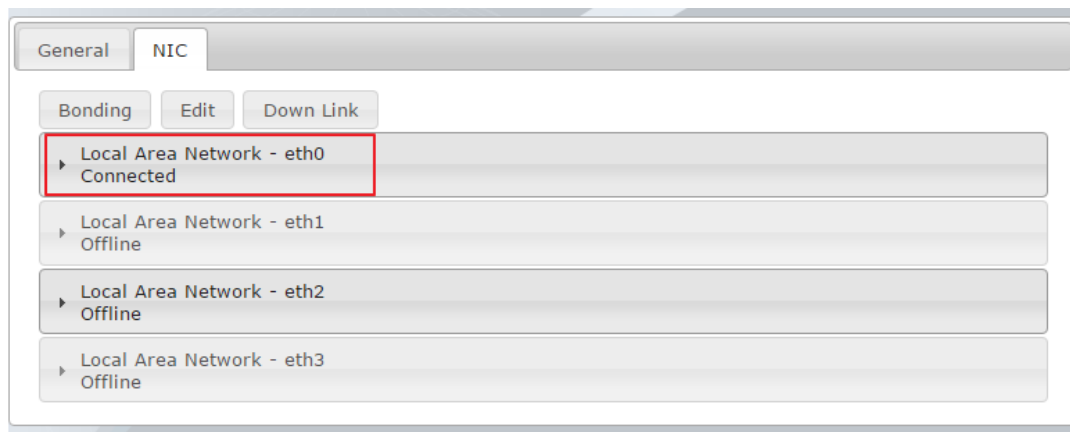 General NIC
Bonding Edit Down Link
Local Area Network - eth0
Connected
Local Area Network - eth1
Offline
Local Area Network - eth2
Offline
Local Area Network - eth3
Offline